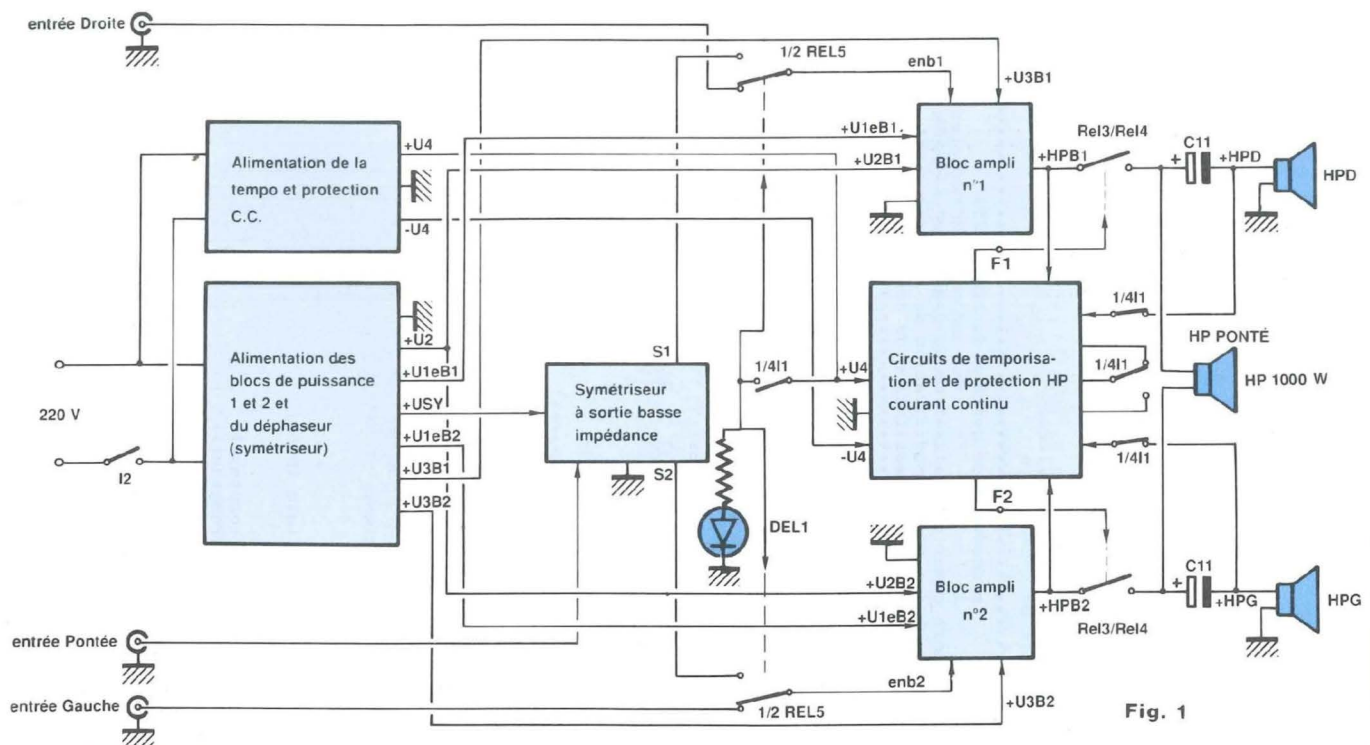 entrée Droite
1/2 REL5
enb1
+U3B1
Alimentation de la
tempo et protection
C.C.
+U4
-U4
+U1eB1.
+U2B1
Bloc ampli
n°1
+HPB1
Rel3/Rel4
+
C11
+HPD
HPD
F1
1/4I1
Alimentation des
blocs de puissance
1 et 2 et
du déphaseur
(symétriseur)
+U2
+U1eB1
+USY
+U1eB2
+U3B1
+U3B2
220 V
I2
S1
Symétriseur
à sortie basse
impédance
S2
1/4I1
+U4
-U4
Circuits de temporisa-
tion et de protection HP
courant continu
1/4I1
HP PONTÉ
HP 1000 W
1/4I1
DEL1
F2
+U2B2
+U1eB2
Bloc ampli
n°2
+HPB2
Rel3/Rel4
+
C11
+HPG
HPG
entrée Pontée
entrée Gauche
1/2 REL5
enb2
+U3B2
Fig. 1